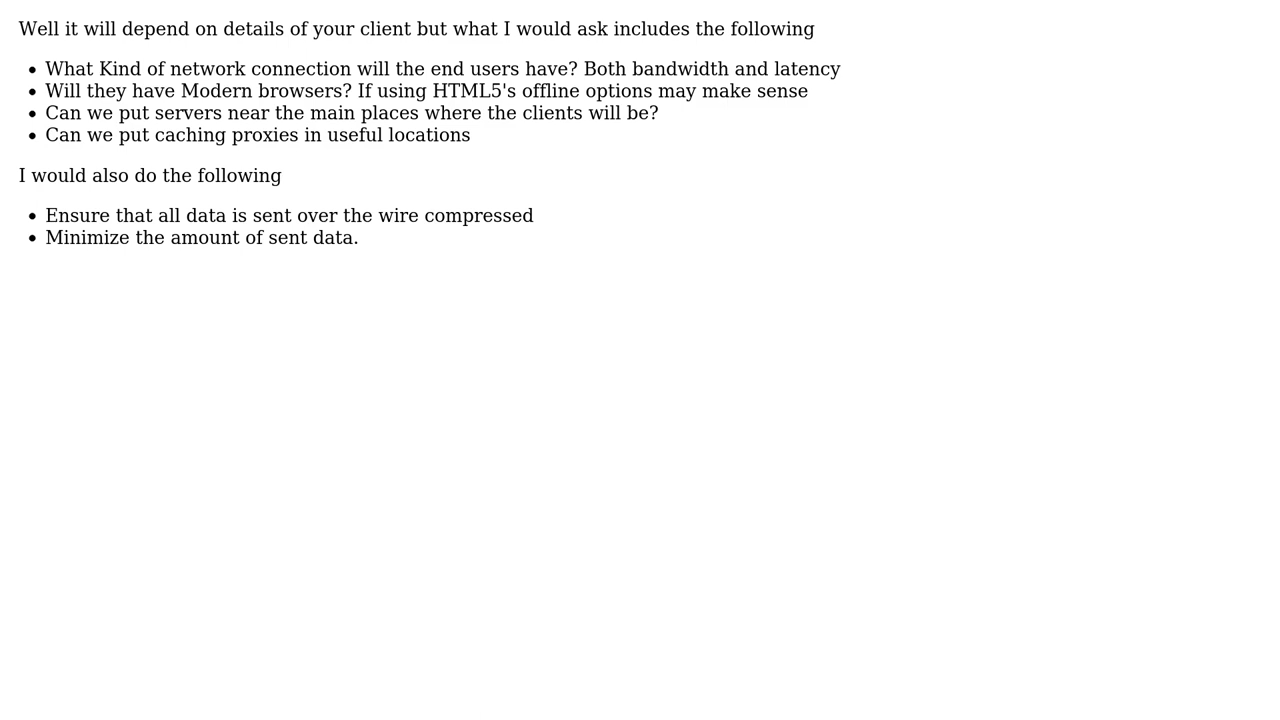 Well it will depend on details of your client but what I would ask includes the following
What Kind of network connection will the end users have? Both bandwidth and latency
Will they have Modern browsers? If using HTML5's offline options may make sense
Can we put servers near the main places where the clients will be?
Can we put caching proxies in useful locations
I would also do the following
Ensure that all data is sent over the wire compressed
Minimize the amount of sent data.